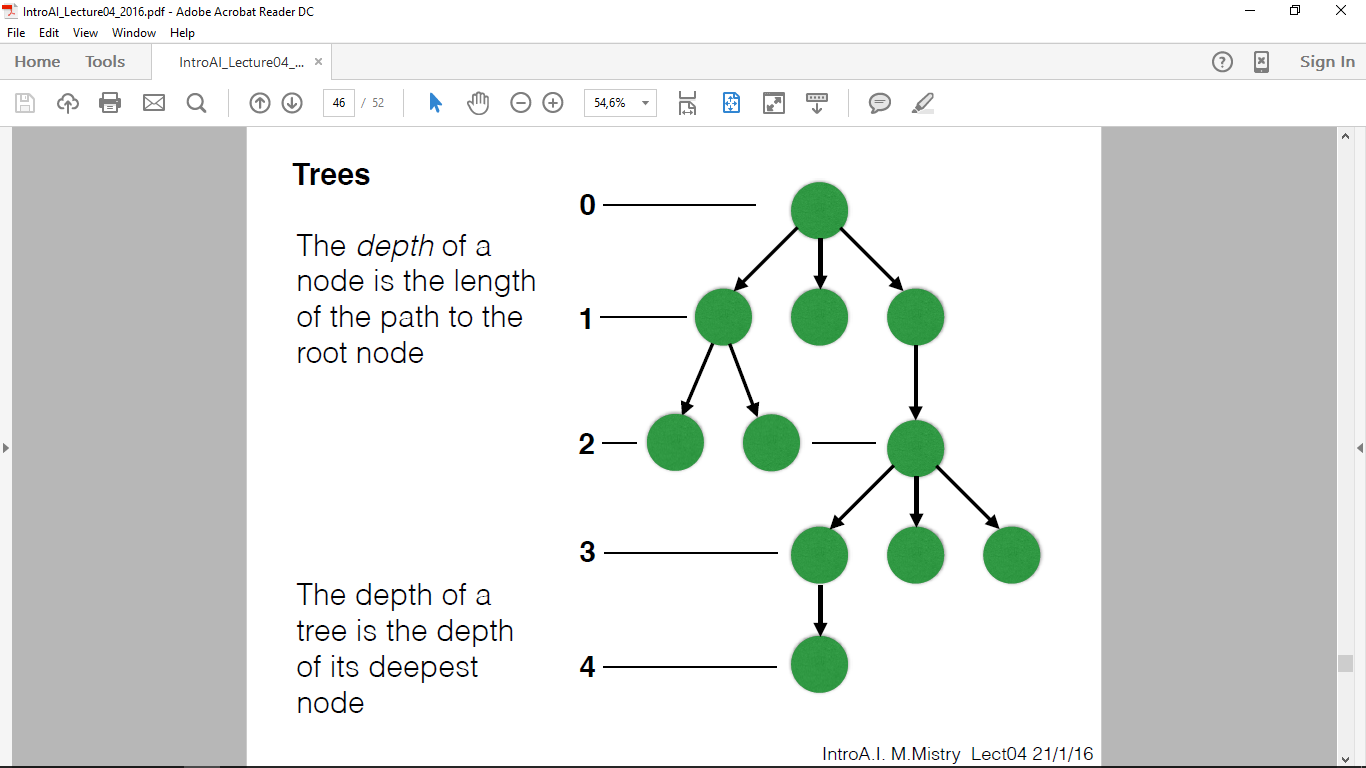 IntroAI_Lecture04_2016.pdf - Adobe Acrobat Reader DC
File Edit View Window Help
Home Tools IntroAI_Lecture04_... × ? Sign In
46 / 52 54,6%
Trees
The depth of a
node is the length
of the path to the
root node
0
1
2
3
4
The depth of a
tree is the depth
of its deepest
node
IntroA.I. M.Mistry Lect04 21/1/16